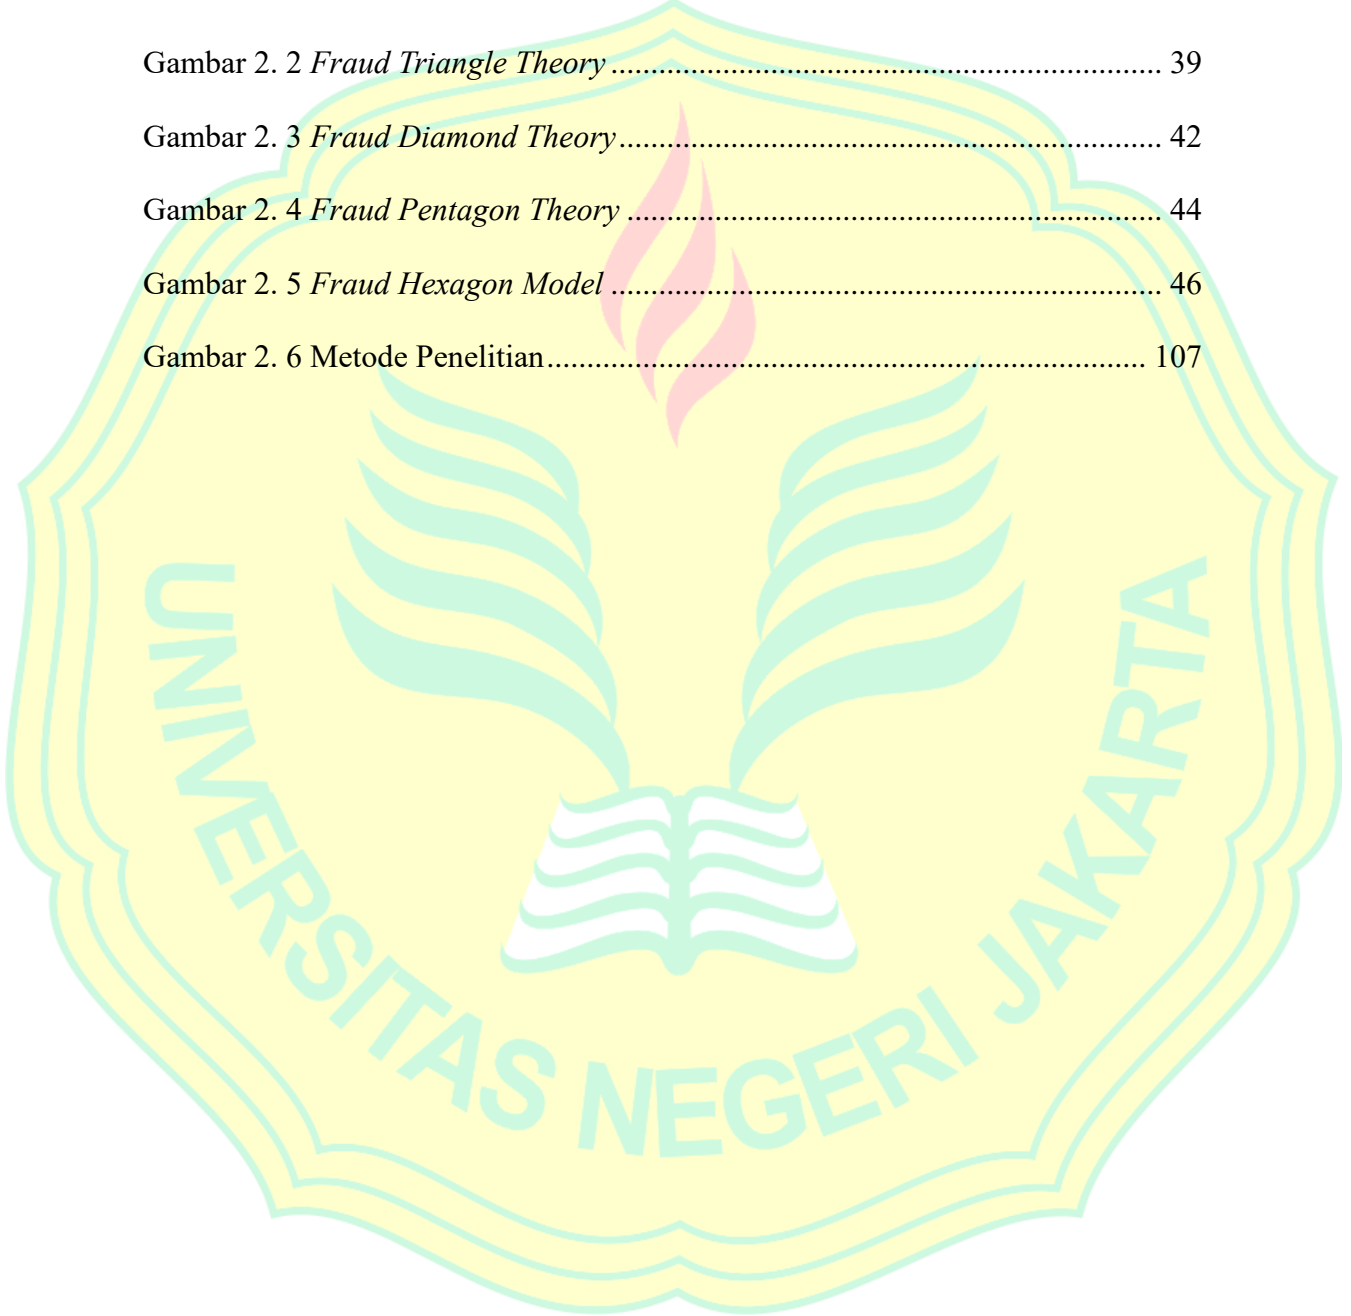 Gambar 2. 2 Fraud Triangle Theory ..................................................................... 39
Gambar 2. 3 Fraud Diamond Theory .................................................................... 42
Gambar 2. 4 Fraud Pentagon Theory ................................................................... 44
Gambar 2. 5 Fraud Hexagon Model ..................................................................... 46
Gambar 2. 6 Metode Penelitian ........................................................................... 107
UNIVERSITAS NEGERI JAKARTA